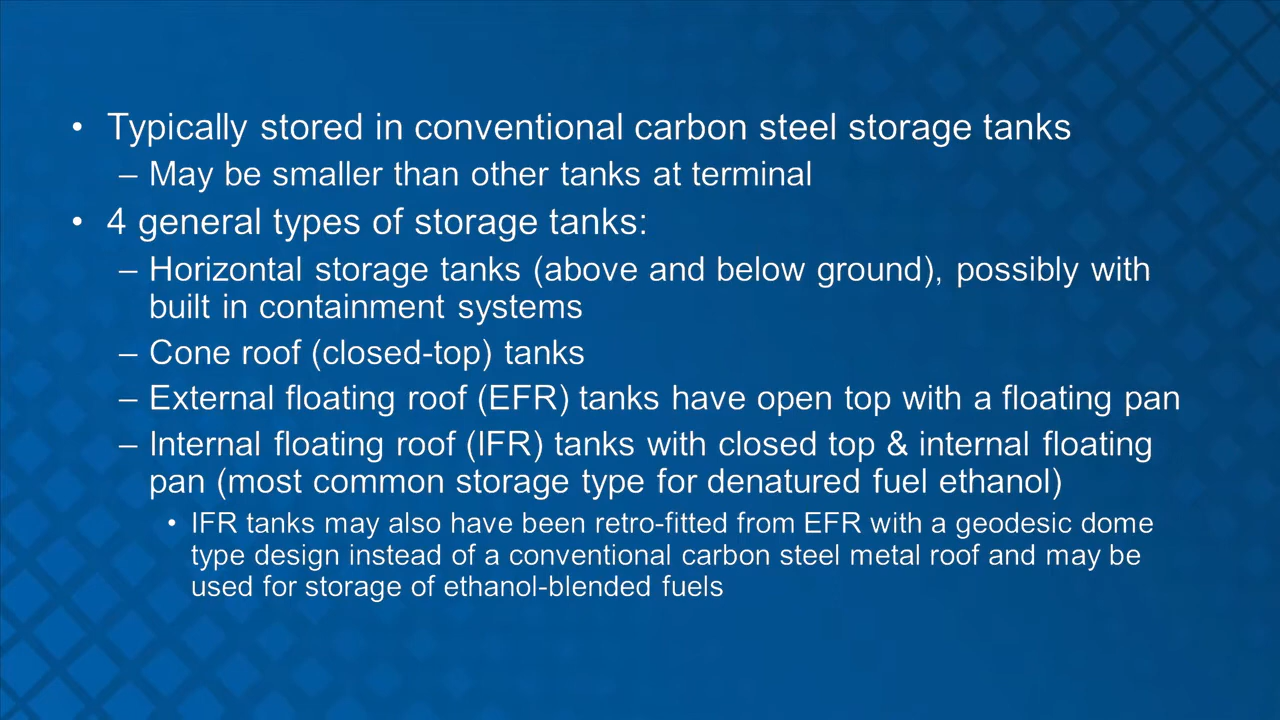 • Typically stored in conventional carbon steel storage tanks
– May be smaller than other tanks at terminal
• 4 general types of storage tanks:
– Horizontal storage tanks (above and below ground), possibly with
built in containment systems
– Cone roof (closed-top) tanks
– External floating roof (EFR) tanks have open top with a floating pan
– Internal floating roof (IFR) tanks with closed top & internal floating
pan (most common storage type for denatured fuel ethanol)
• IFR tanks may also have been retro-fitted from EFR with a geodesic dome
type design instead of a conventional carbon steel metal roof and may be
used for storage of ethanol-blended fuels